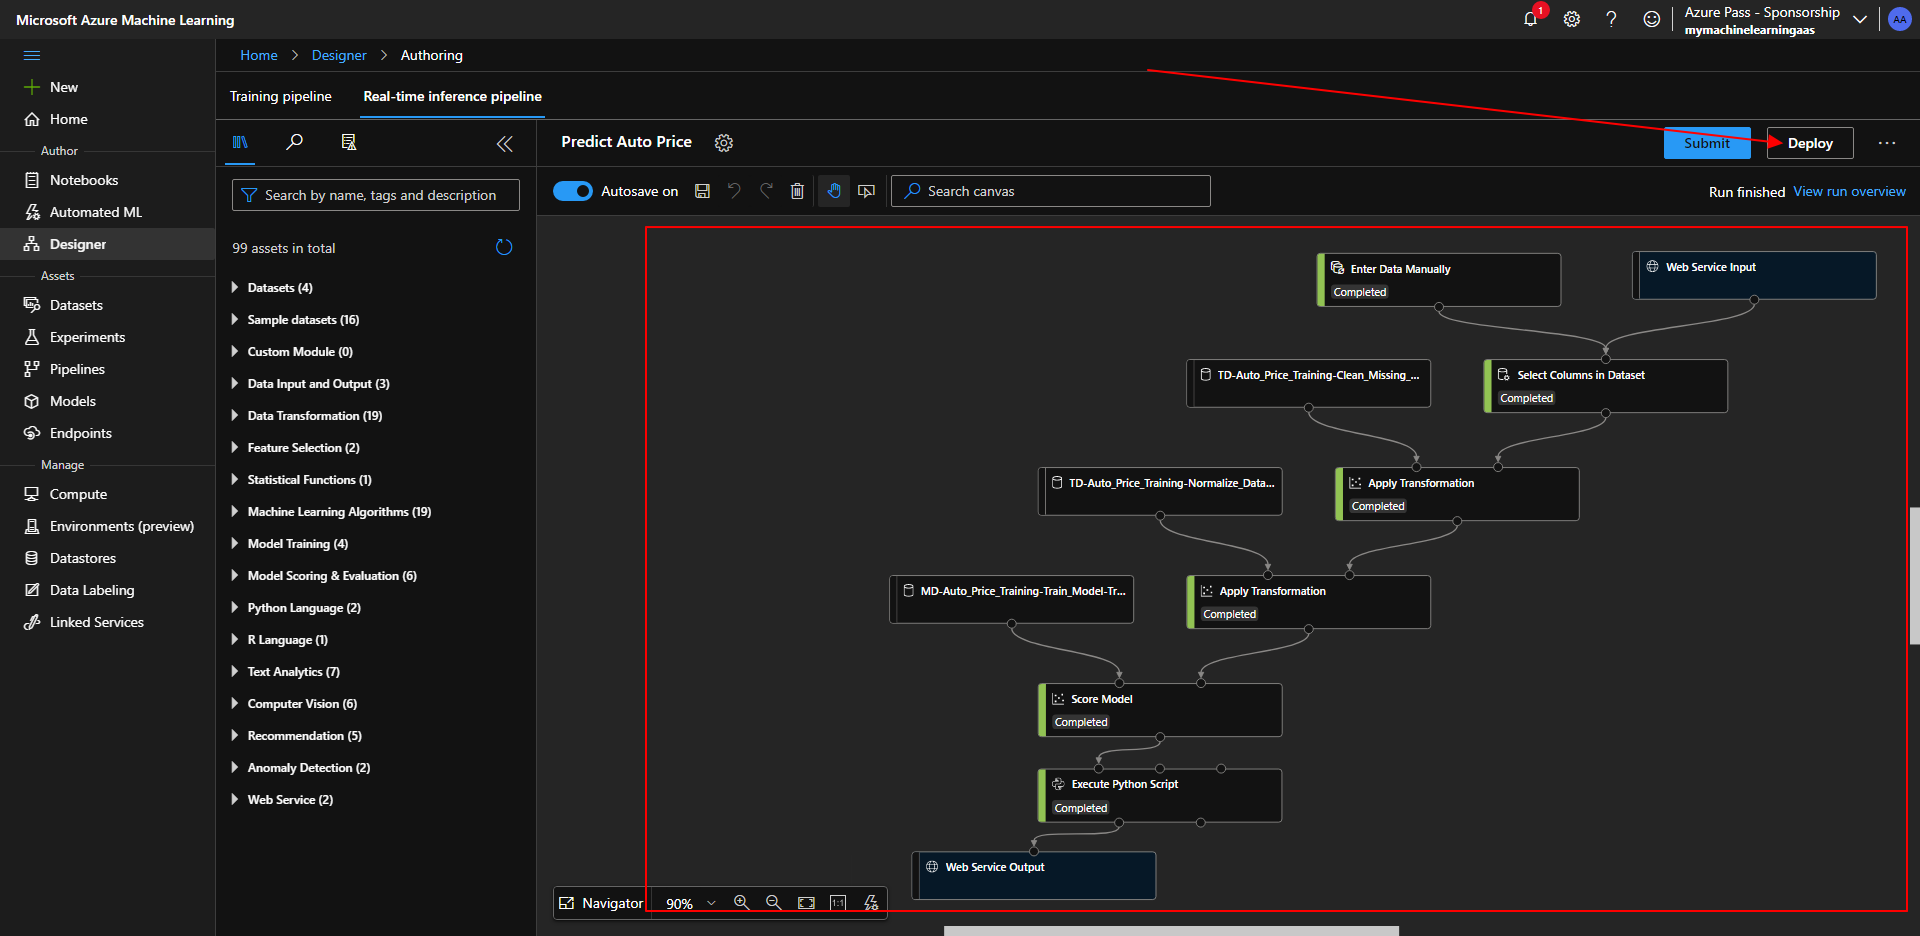 Microsoft Azure Machine Learning
1
Azure Pass - Sponsorship
mymachinelearningaas
AA
New
Home
Author
Notebooks
Automated ML
Designer
Assets
Datasets
Experiments
Pipelines
Models
Endpoints
Manage
Compute
Environments (preview)
Datastores
Data Labeling
Linked Services
Home > Designer > Authoring
Training pipeline
Real-time inference pipeline
Search by name, tags and description
99 assets in total
Datasets (4)
Sample datasets (16)
Custom Module (0)
Data Input and Output (3)
Data Transformation (19)
Feature Selection (2)
Statistical Functions (1)
Machine Learning Algorithms (19)
Model Training (4)
Model Scoring & Evaluation (6)
Python Language (2)
R Language (1)
Text Analytics (7)
Computer Vision (6)
Recommendation (5)
Anomaly Detection (2)
Web Service (2)
Predict Auto Price
Submit
Deploy
Autosave on
Search canvas
Run finished View run overview
Enter Data Manually
Completed
Web Service Input
TD-Auto_Price_Training-Clean_Missing_...
Select Columns in Dataset
Completed
TD-Auto_Price_Training-Normalize_Data...
Apply Transformation
Completed
MD-Auto_Price_Training-Train_Model-Tr...
Apply Transformation
Completed
Score Model
Completed
Execute Python Script
Completed
Web Service Output
Navigator
90%
1:1